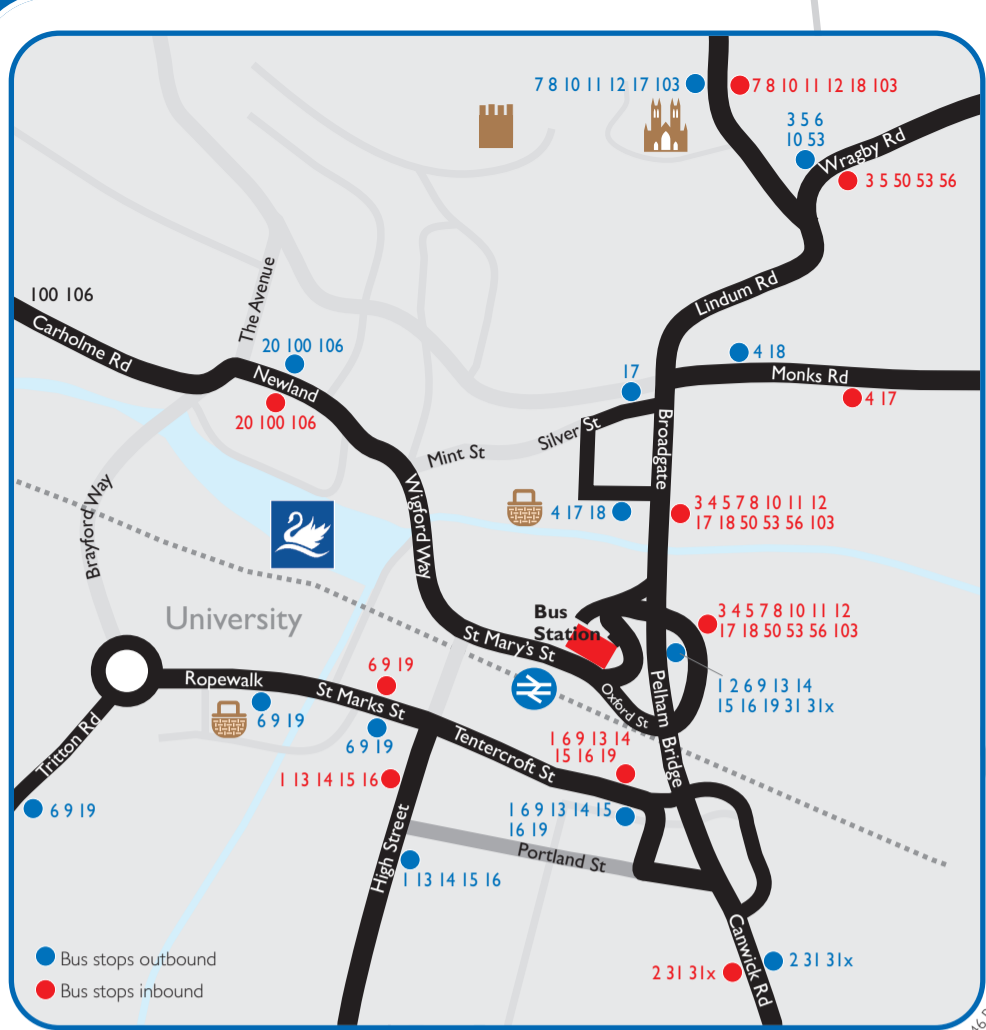 7 8 10 11 12 17 103
7 8 10 11 12 18 103
3 5 6
10 53
Wragby Rd
3 5 50 53 56
Lindum Rd
100 106
Carholme Rd
The Avenue
20 100 106
Newland
20 100 106
17
4 18
Monks Rd
4 17
Silver St
Mint St
Broadgate
Wigford Way
4 17 18
3 4 5 7 8 10 11 12
17 18 50 53 56 103
Brayford Way
University
Bus
Station
3 4 5 7 8 10 11 12
17 18 50 53 56 103
St Mary's St
Oxford St
Pelham Bridge
1 2 6 9 13 14
15 16 19 31 31x
Ropewalk
6 9 19
St Marks St
6 9 19
6 9 19
Tentercroft St
1 6 9 13 14
15 16 19
Tritton Rd
6 9 19
1 13 14 15 16
1 6 9 13 14 15
16 19
High Street
Portland St
1 13 14 15 16
Canwick Rd
2 31 31x
2 31 31x
Bus stops outbound
Bus stops inbound